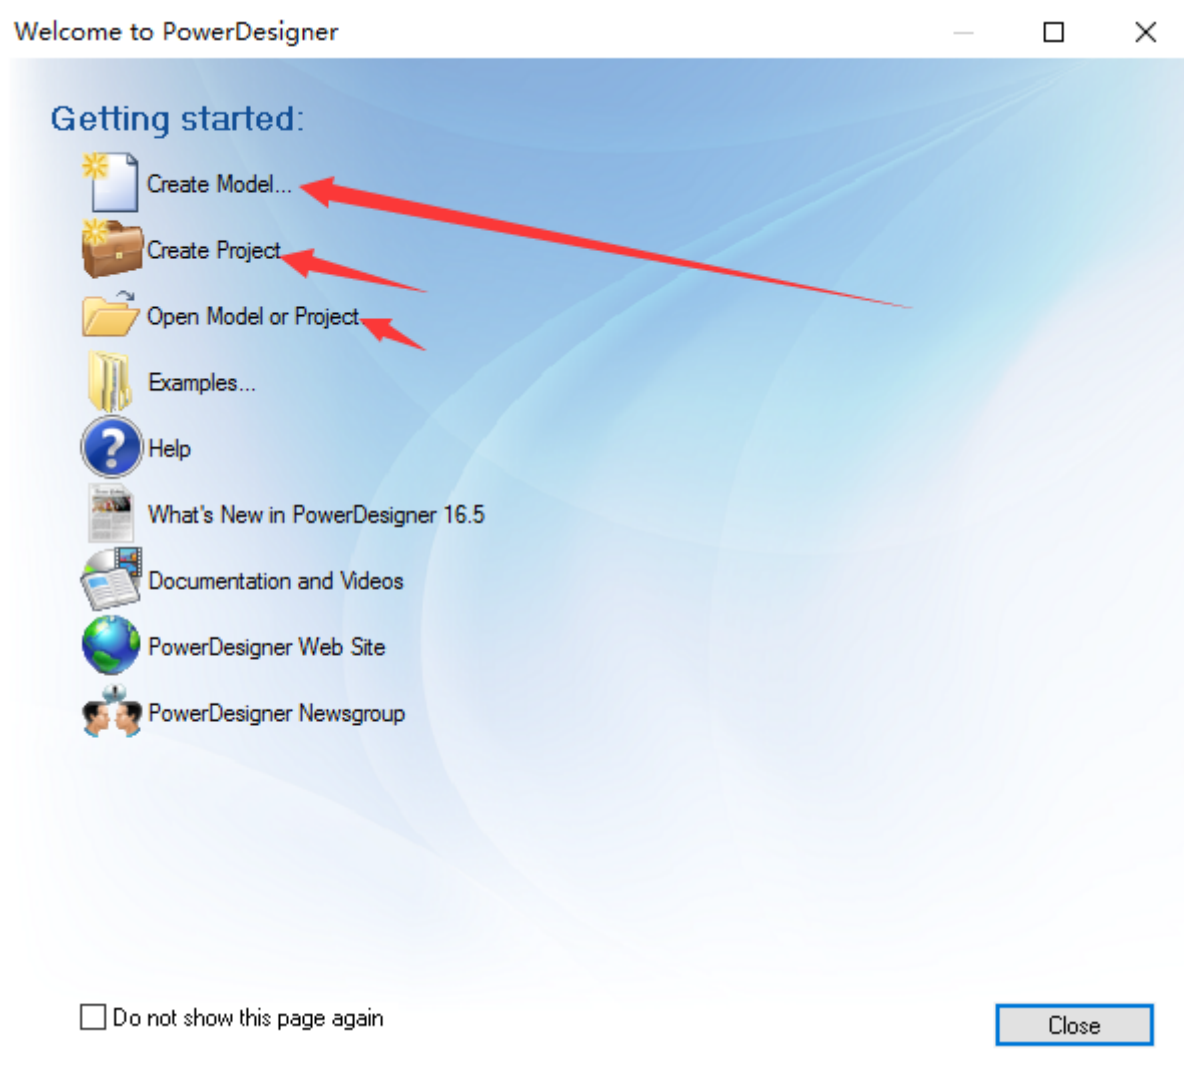 Welcome to PowerDesigner
Getting started:
Create Model...
Create Project
Open Model or Project
Examples...
Help
What's New in PowerDesigner 16.5
Documentation and Videos
PowerDesigner Web Site
PowerDesigner Newsgroup
Do not show this page again
Close